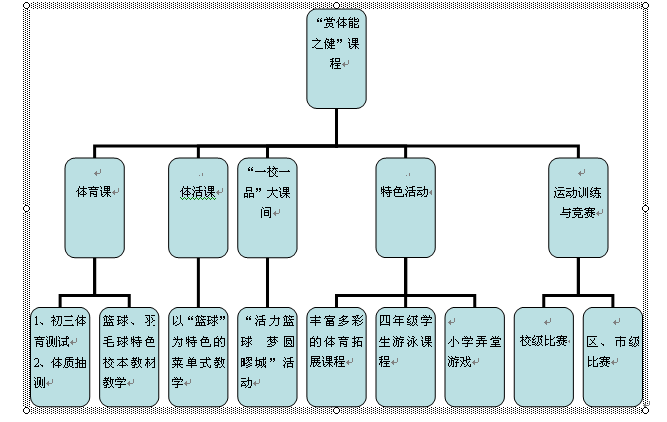 “赏体能
之健”课
程
体育课
体活课
“一校一
品”大课
间
特色活动
运动训练
与竞赛
1、初三体
育测试
2、体质抽
测
篮球、羽
毛球特色
校本教材
教学
以“篮球”
为特色的
菜单式教
学
“活力篮
球 梦圆
疁城”活
动
丰富多彩
的体育拓
展课程
四年级学
生游泳课
程
小学弄堂
游戏
校级比赛
区、市级
比赛